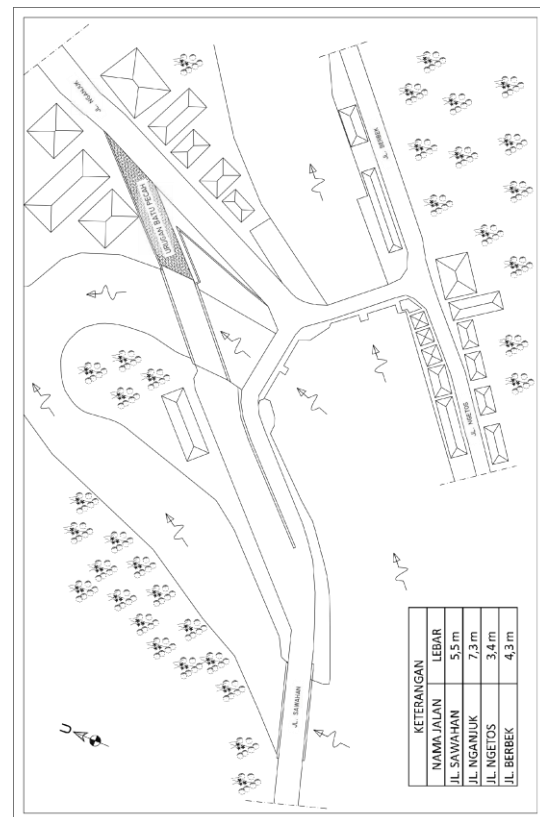 JL. NGANJUK
URUGAN BATU PECAH
JL. BERBEK
JL. NGETOS
JL. SAWAHAN
U
KETERANGAN
NAMA JALAN LEBAR
JL. SAWAHAN 5,5 m
JL. NGANJUK 7,3 m
JL. NGETOS 3,4 m
JL. BERBEK 4,3 m